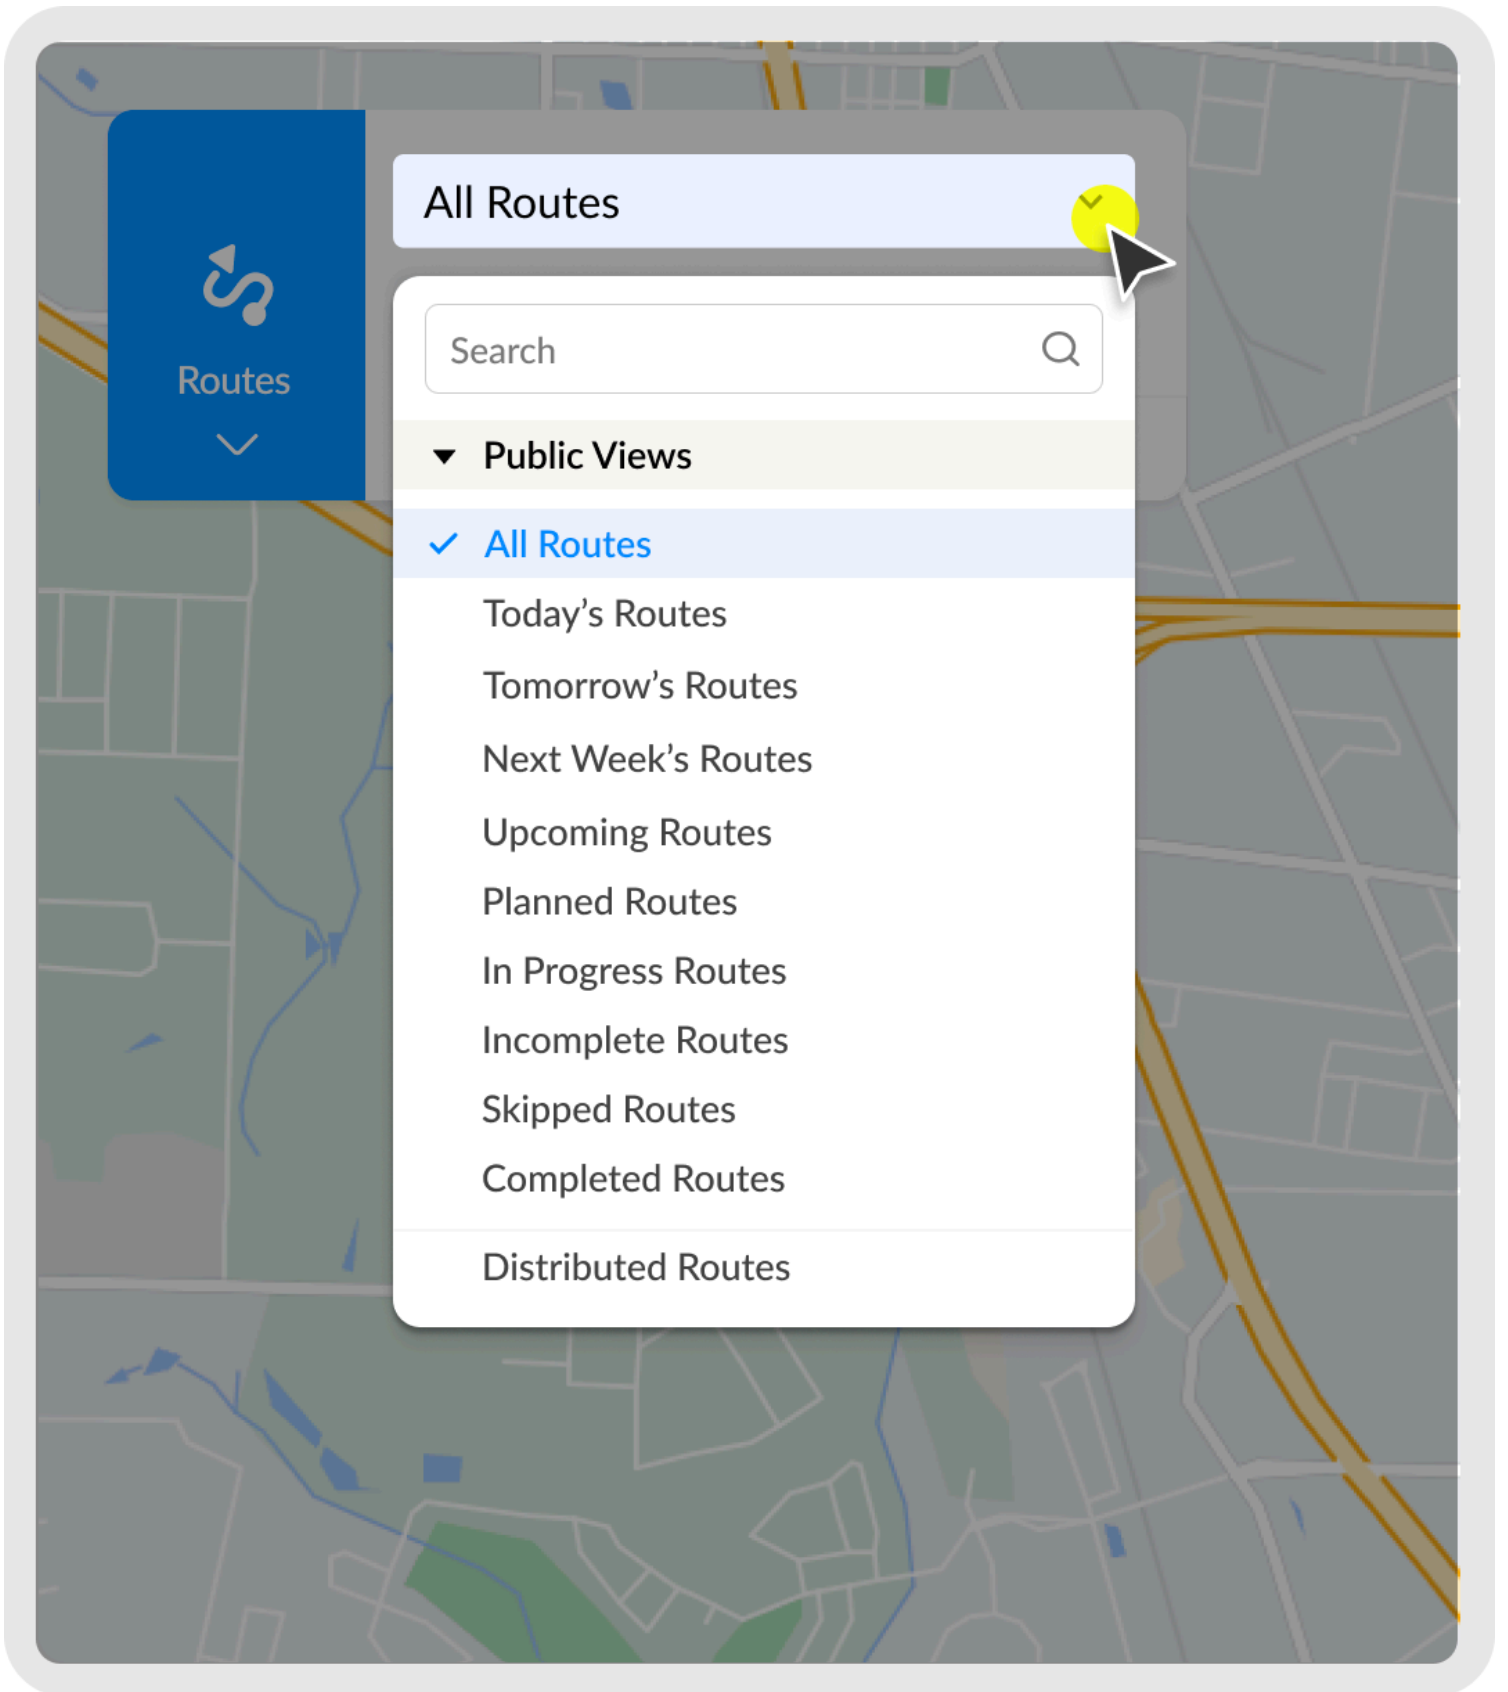 All Routes
Routes
Search
Public Views
All Routes
Today’s Routes
Tomorrow’s Routes
Next Week’s Routes
Upcoming Routes
Planned Routes
In Progress Routes
Incomplete Routes
Skipped Routes
Completed Routes
Distributed Routes